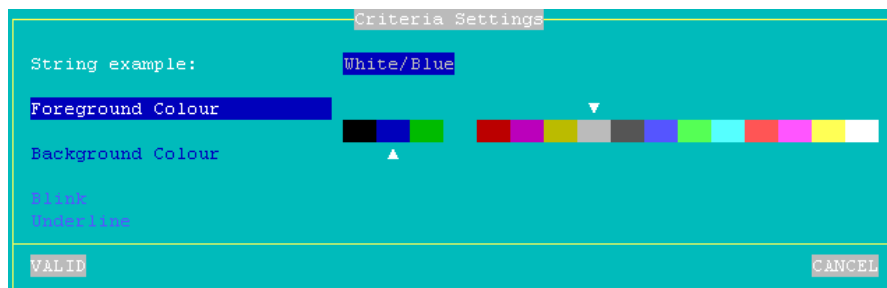 Criteria Settings
String example: White/Blue
Foreground Colour
Background Colour
Blink
Underline
VALID CANCEL